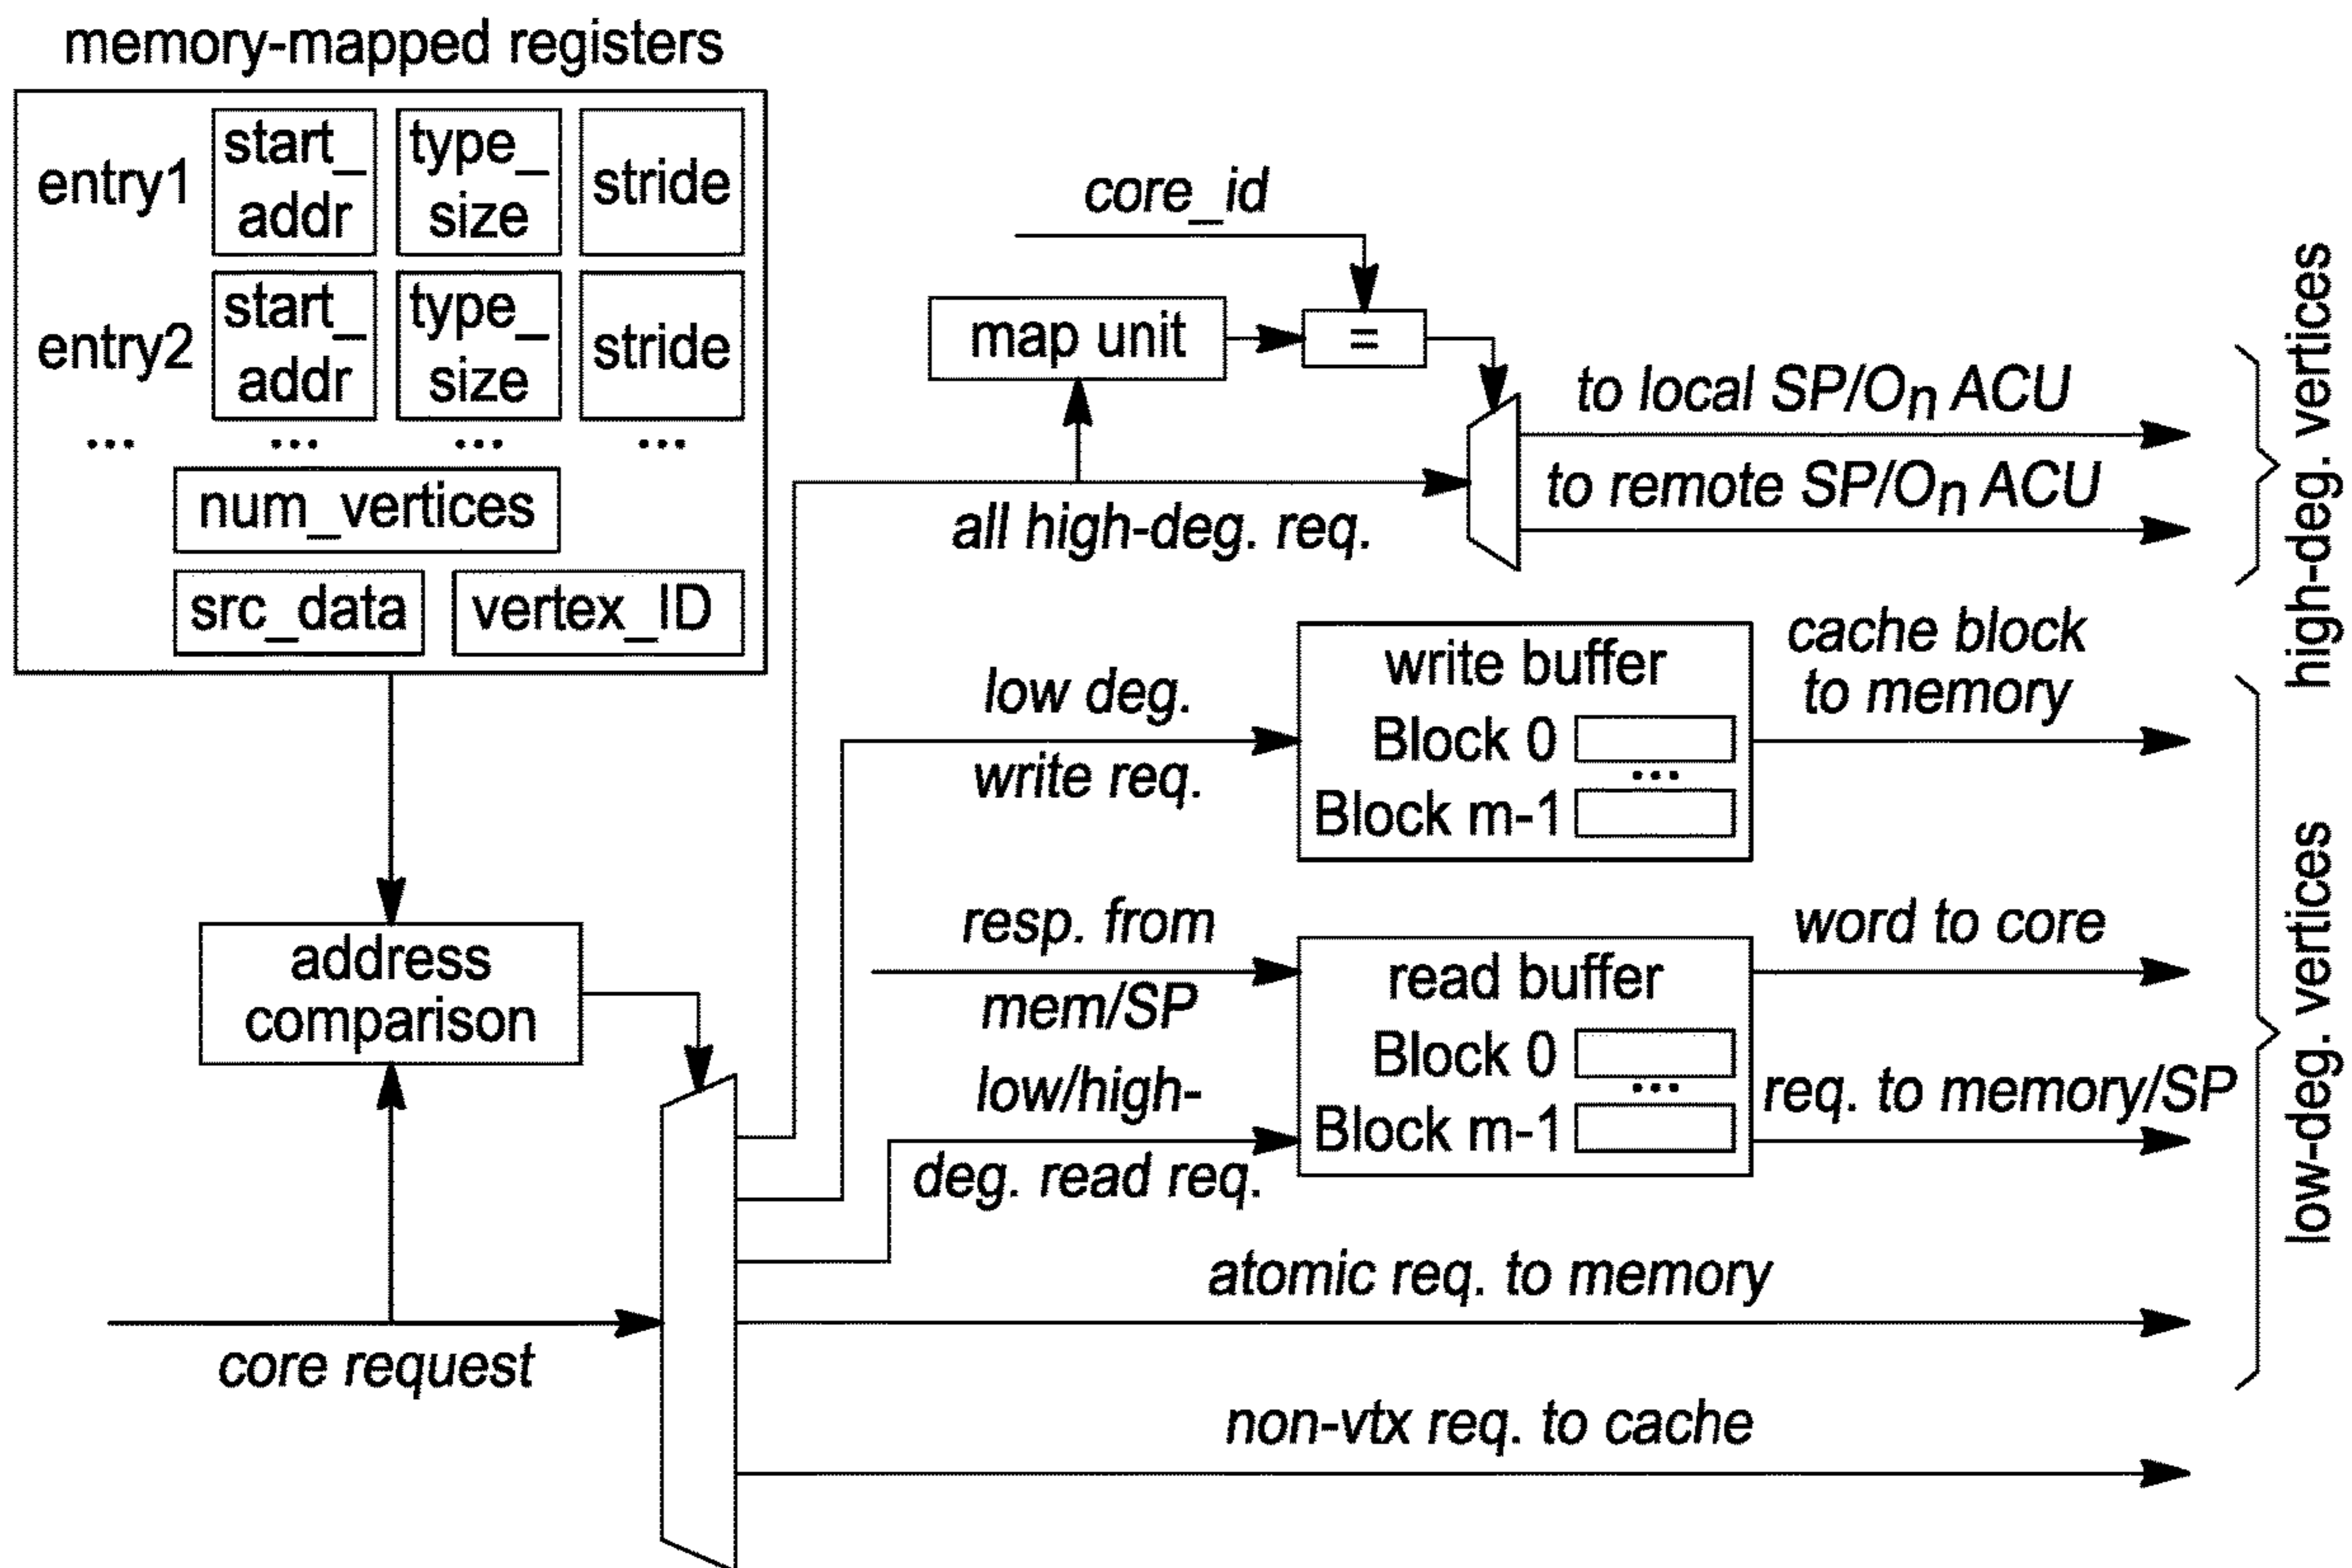 memory-mapped registers
entry1
start_
addr
type_
size
stride
entry2
start_
addr
type_
size
stride
... ... ... ...
num_vertices
src_data
vertex_ID
address
comparison
core request
core_id
map unit
=
all high-deg. req.
to local SP/On ACU
to remote SP/On ACU
high-deg. vertices
low deg.
write req.
write buffer
Block 0
...
Block m-1
cache block
to memory
resp. from
mem/SP
low/high-
deg. read req.
read buffer
Block 0
...
Block m-1
word to core
req. to memory/SP
atomic req. to memory
low-deg. vertices
non-vtx req. to cache